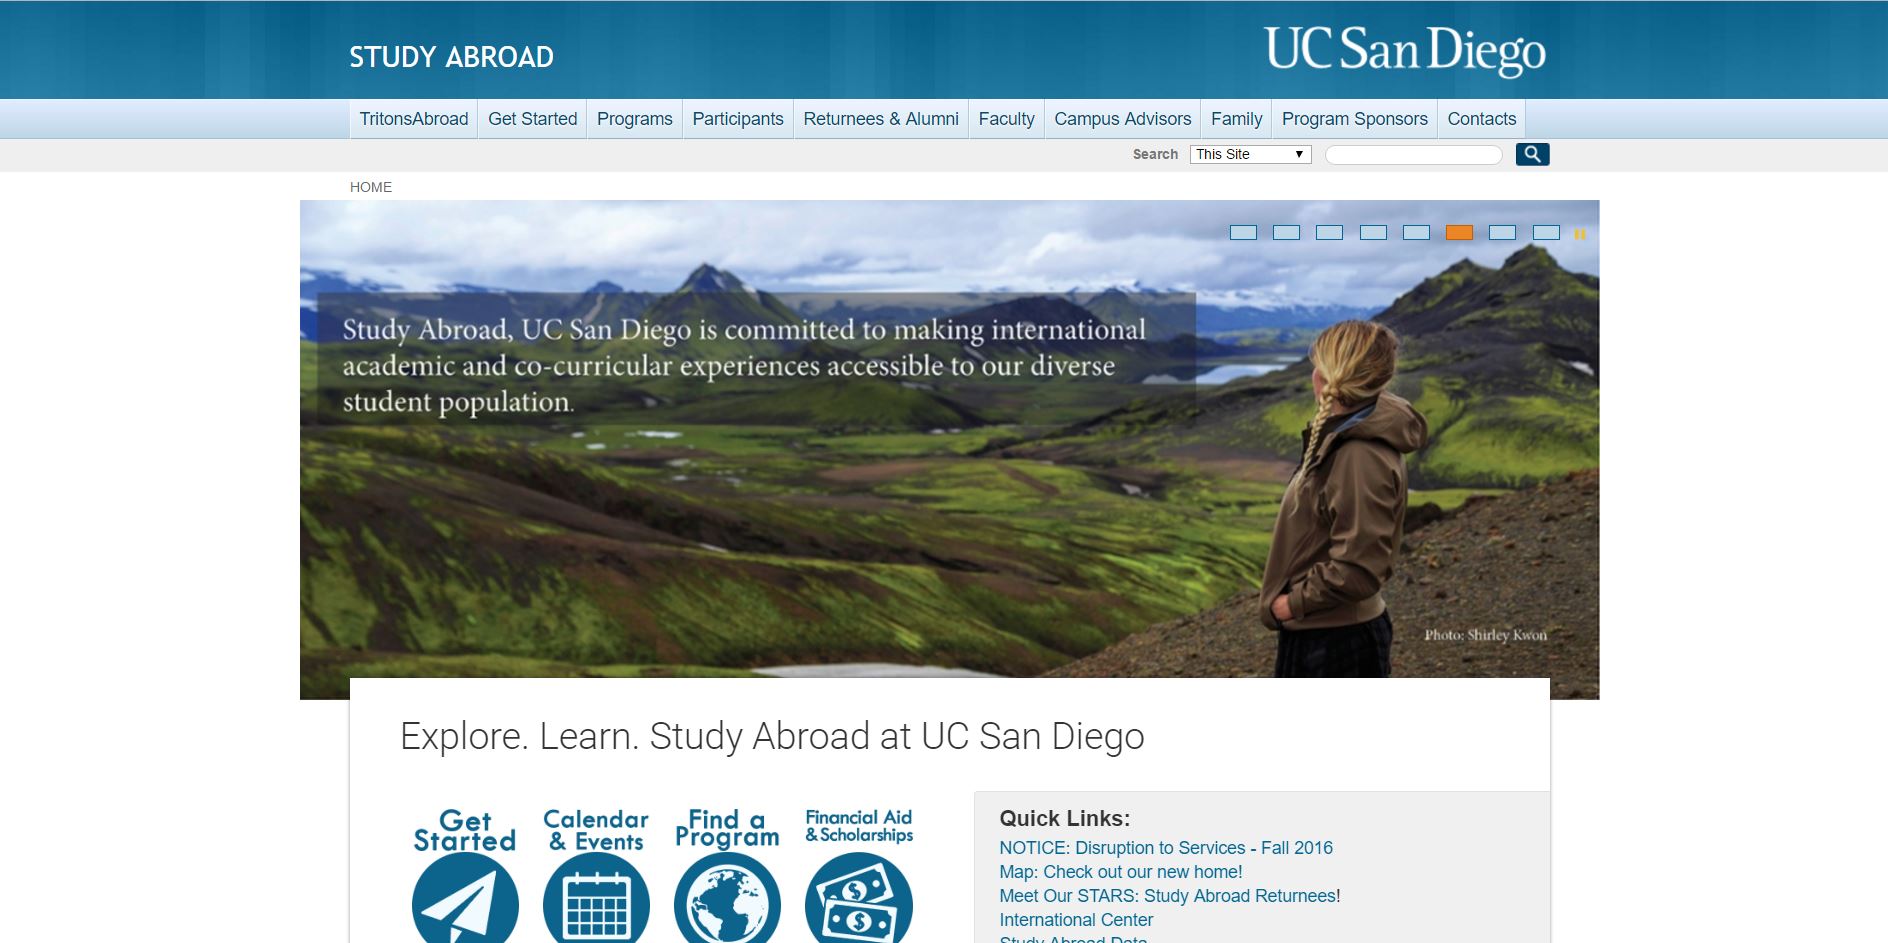 STUDY ABROAD
UC San Diego
TritonsAbroad
Get Started
Programs
Participants
Returnees & Alumni
Faculty
Campus Advisors
Family
Program Sponsors
Contacts
Search
This Site
HOME
Study Abroad, UC San Diego is committed to making international
academic and co-curricular experiences accessible to our diverse
student population.
Photo: Shirley Kwon
Explore. Learn. Study Abroad at UC San Diego
Get
Started
Calendar
& Events
Find a
Program
Financial Aid
& Scholarships
Quick Links:
NOTICE: Disruption to Services - Fall 2016
Map: Check out our new home!
Meet Our STARS: Study Abroad Returnees!
International Center
Study Abroad Data